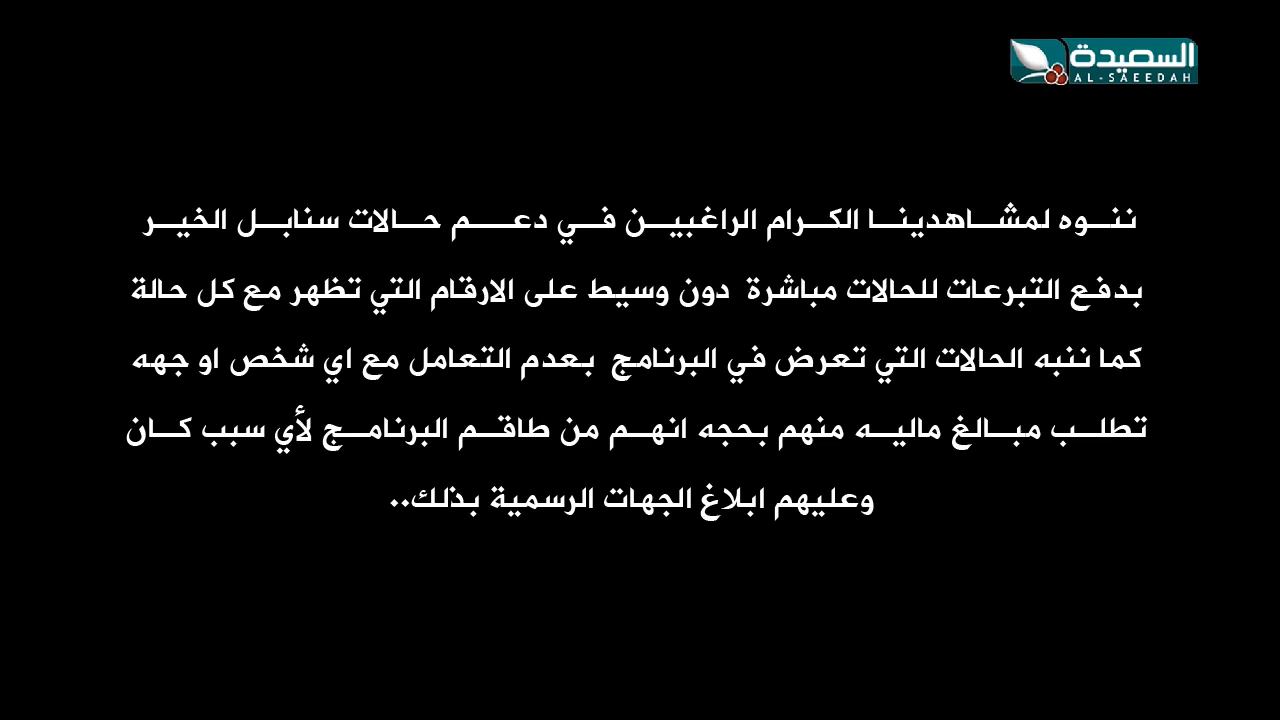 السعيدة
AL-SAEEDAH
ننوه لمشاهدينا الكرام الراغبين في دعم حالات سنابل الخير
بدفع التبرعات للحالات مباشرة دون وسيط على الارقام التي تظهر مع كل حالة
كما ننبه الحالات التي تعرض في البرنامج بعدم التعامل مع اي شخص او جهه
تطلب مبالغ ماليه منهم بحجه انهم من طاقم البرنامج لأي سبب كان
وعليهم ابلاغ الجهات الرسمية بذلك..